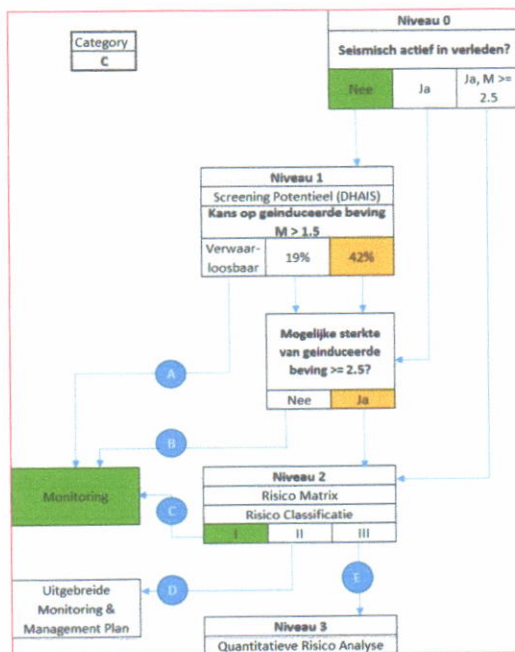 Niveau 0
Seismisch actief in verleden?
Nee
Ja
Ja, M >=
2.5
Category
C
Niveau 1
Screening Potentieel (DHAIS)
Kans op geinduceerde beving
M > 1.5
Verwaar-
loosbaar
19%
42%
Mogelijke sterkte
van geinduceerde
beving >= 2.5?
Nee
Ja
A
B
Niveau 2
Risico Matrix
Risico Classificatie
I
II
III
Monitoring
C
D
E
Uitgebreide
Monitoring &
Management Plan
Niveau 3
Quantitatieve Risico Analyse